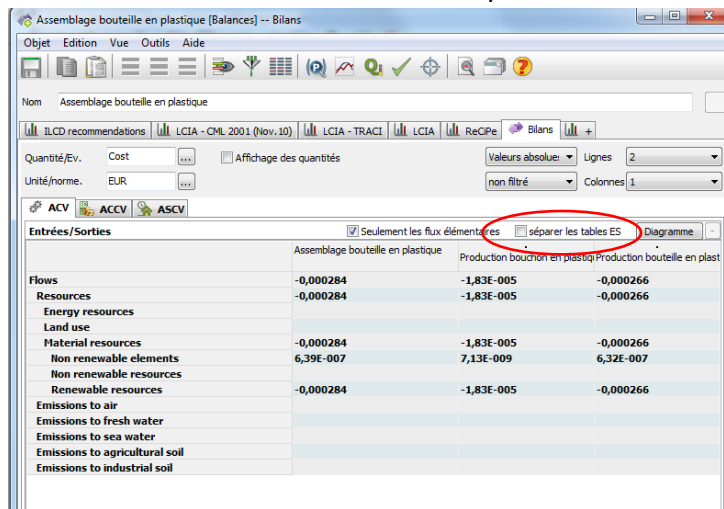 Assemblage bouteille en plastique [Balances] -- Bilans
Objet Edition Vue Outils Aide
Nom Assemblage bouteille en plastique
ILCD recommendations LCIA - CML 2001 (Nov. 10) LCIA - TRACI LCIA ReCiPe Bilans +
Quantité/Ev. Cost ... Affichage des quantités Valeurs absolue: Lignes 2
Unité/norme. EUR ... non filtré Colonnes 1
ACV ACCV ASCV
Entrées/Sorties Seulement les flux élémentaires séparer les tables ES Diagramme -
Assemblage bouteille en plastique Production bouchon en plastiqu Production bouteille en plast
Flows -0,000284 -1,83E-005 -0,000266
Resources -0,000284 -1,83E-005 -0,000266
Energy resources
Land use
Material resources -0,000284 -1,83E-005 -0,000266
Non renewable elements 6,39E-007 7,13E-009 6,32E-007
Non renewable resources
Renewable resources -0,000284 -1,83E-005 -0,000266
Emissions to air
Emissions to fresh water
Emissions to sea water
Emissions to agricultural soil
Emissions to industrial soil